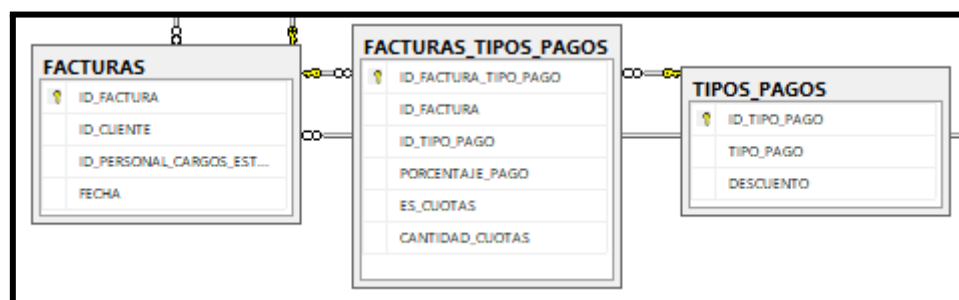 FACTURAS
ID_FACTURA
ID_CLIENTE
ID_PERSONAL_CARGOS_EST...
FECHA
FACTURAS_TIPOS_PAGOS
ID_FACTURA_TIPO_PAGO
ID_FACTURA
ID_TIPO_PAGO
PORCENTAJE_PAGO
ES_CUOTAS
CANTIDAD_CUOTAS
TIPOS_PAGOS
ID_TIPO_PAGO
TIPO_PAGO
DESCUENTO